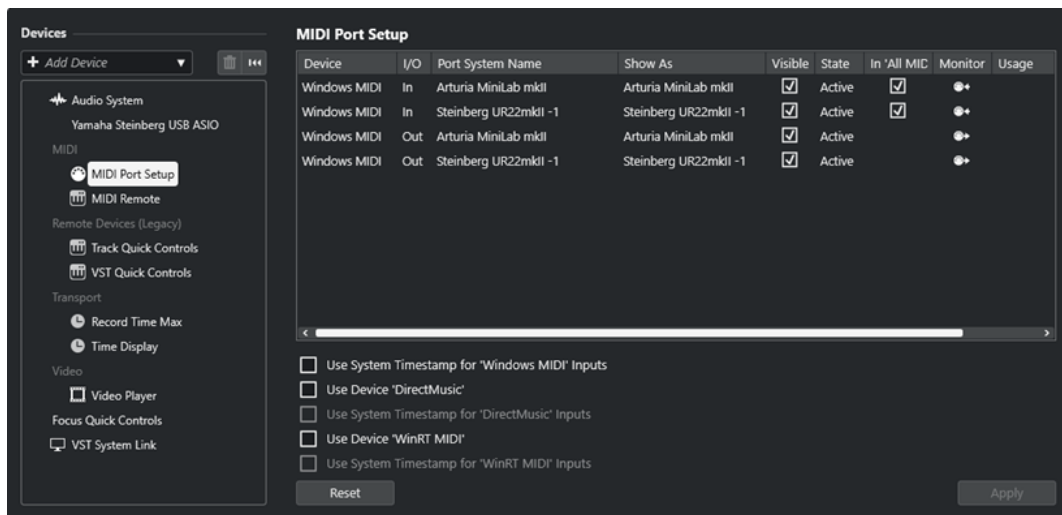 Devices
Add Device
Audio System
Yamaha Steinberg USB ASIO
MIDI
MIDI Port Setup
MIDI Remote
Remote Devices (Legacy)
Track Quick Controls
VST Quick Controls
Transport
Record Time Max
Time Display
Video
Video Player
Focus Quick Controls
VST System Link
MIDI Port Setup
Device I/O Port System Name Show As Visible State In 'All MID Monitor Usage
Windows MIDI In Arturia MiniLab mkII Arturia MiniLab mkII Active
Windows MIDI In Steinberg UR22mkII -1 Steinberg UR22mkII -1 Active
Windows MIDI Out Arturia MiniLab mkII Arturia MiniLab mkII Active
Windows MIDI Out Steinberg UR22mkII -1 Steinberg UR22mkII -1 Active
Use System Timestamp for 'Windows MIDI' Inputs
Use Device 'DirectMusic'
Use System Timestamp for 'DirectMusic' Inputs
Use Device 'WinRT MIDI'
Use System Timestamp for 'WinRT MIDI' Inputs
Reset Apply